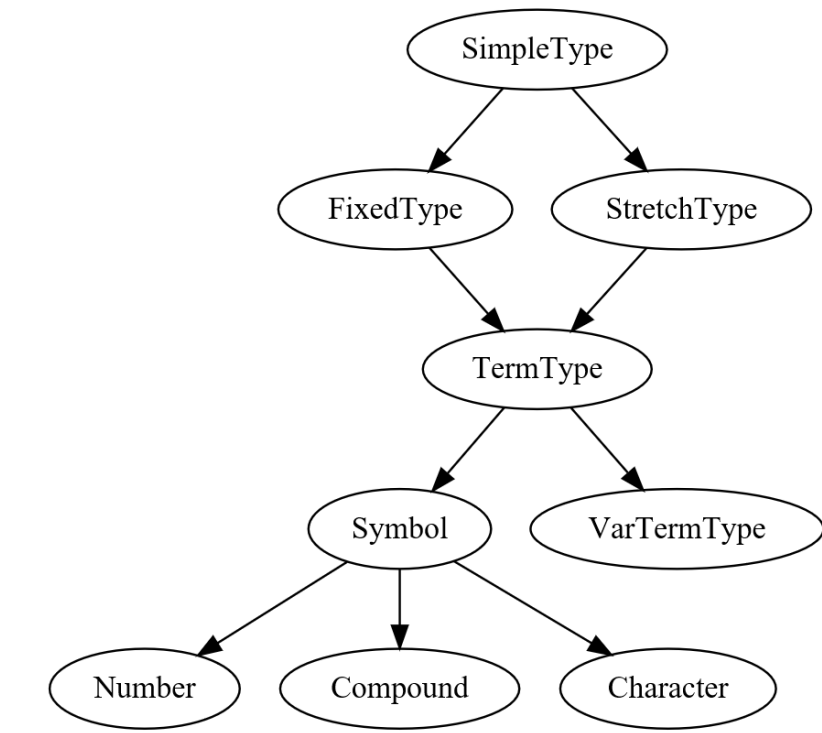 SimpleType
FixedType
StretchType
TermType
Symbol
VarTermType
Number
Compound
Character